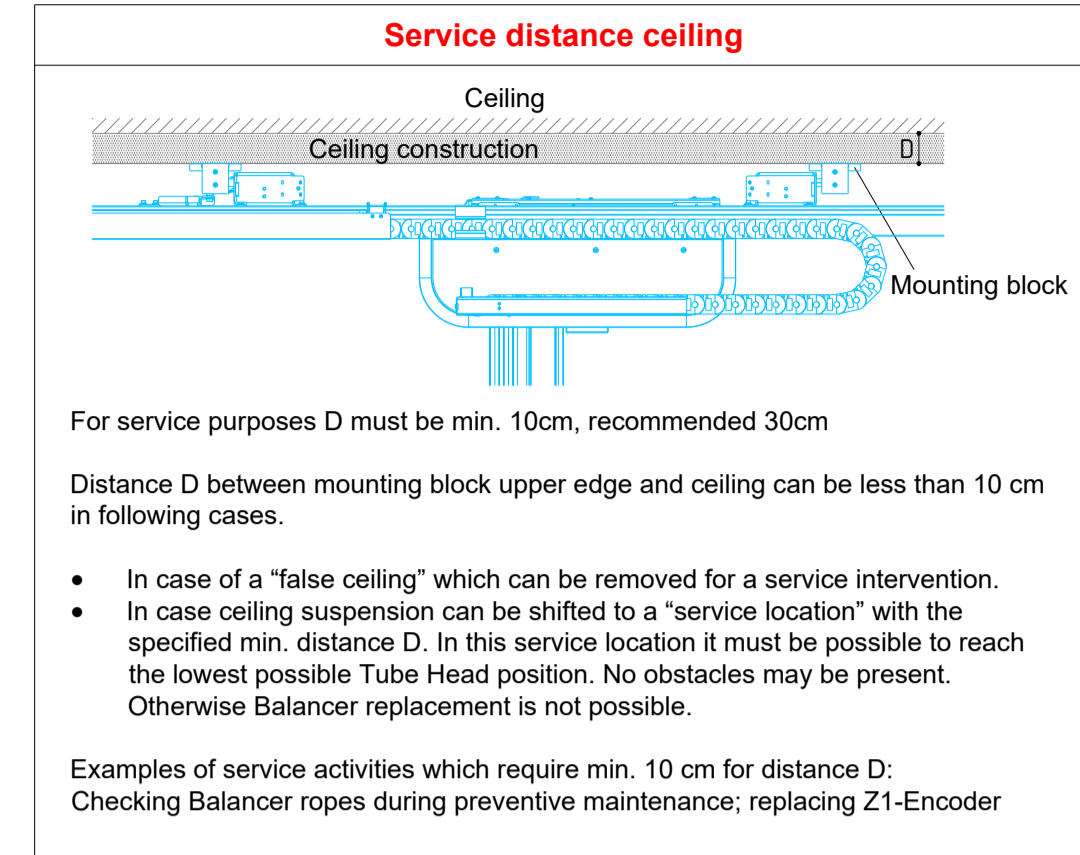 Service distance ceiling
Ceiling
Ceiling construction
D
Mounting block
For service purposes D must be min. 10cm, recommended 30cm
Distance D between mounting block upper edge and ceiling can be less than 10 cm
in following cases.
• In case of a “false ceiling” which can be removed for a service intervention.
• In case ceiling suspension can be shifted to a “service location” with the
specified min. distance D. In this service location it must be possible to reach
the lowest possible Tube Head position. No obstacles may be present.
Otherwise Balancer replacement is not possible.
Examples of service activities which require min. 10 cm for distance D:
Checking Balancer ropes during preventive maintenance; replacing Z1-Encoder